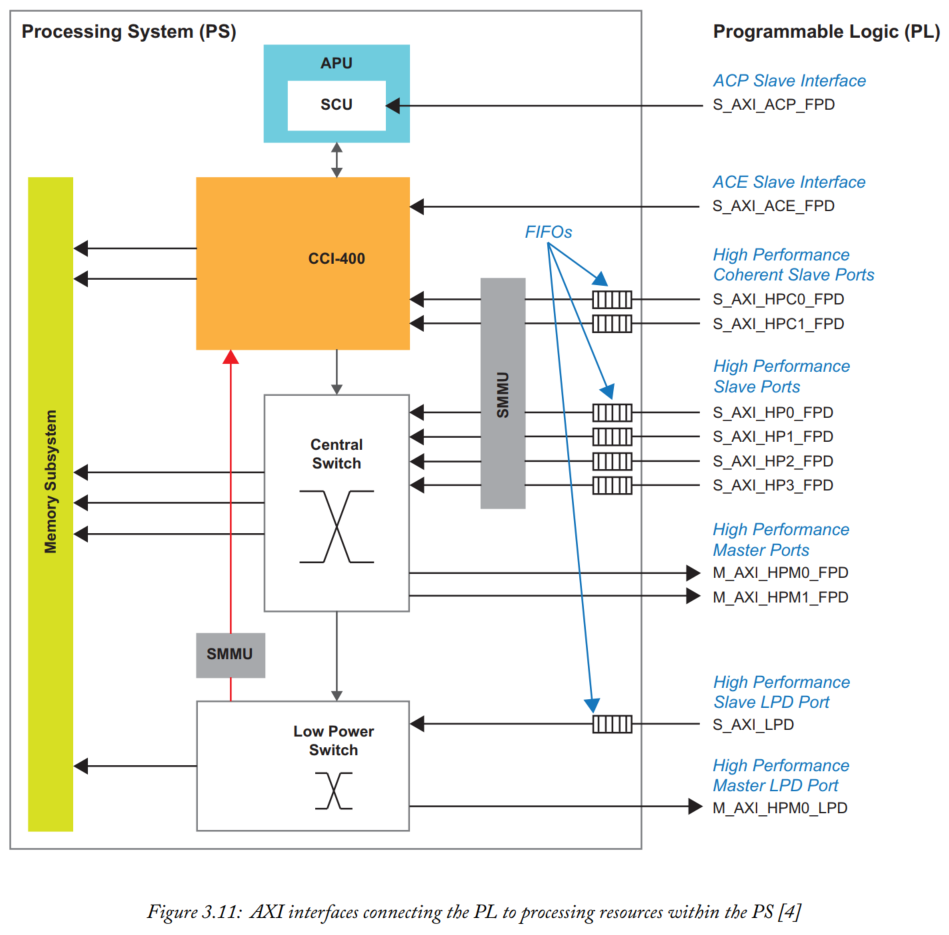 Processing System (PS)
Programmable Logic (PL)
APU
SCU
ACP Slave Interface
S_AXI_ACP_FPD
ACE Slave Interface
S_AXI_ACE_FPD
CCI-400
FIFOs
High Performance
Coherent Slave Ports
S_AXI_HPC0_FPD
S_AXI_HPC1_FPD
High Performance
Slave Ports
S_AXI_HP0_FPD
S_AXI_HP1_FPD
S_AXI_HP2_FPD
S_AXI_HP3_FPD
SMMU
Central
Switch
Memory Subsystem
High Performance
Master Ports
M_AXI_HPM0_FPD
M_AXI_HPM1_FPD
SMMU
High Performance
Slave LPD Port
S_AXI_LPD
Low Power
Switch
High Performance
Master LPD Port
M_AXI_HPM0_LPD
Figure 3.11: AXI interfaces connecting the PL to processing resources within the PS [4]